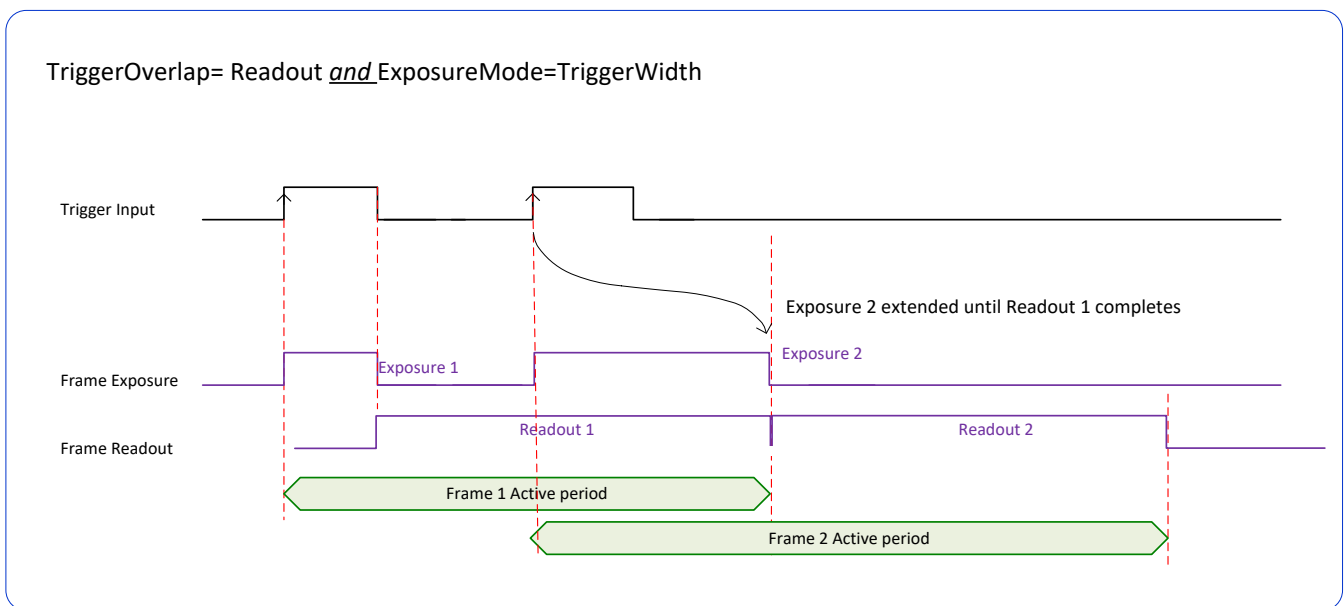 TriggerOverlap= Readout and ExposureMode=TriggerWidth
Trigger Input
Exposure 2 extended until Readout 1 completes
Exposure 2
Exposure 1
Frame Exposure
Readout 1
Readout 2
Frame Readout
Frame 1 Active period
Frame 2 Active period